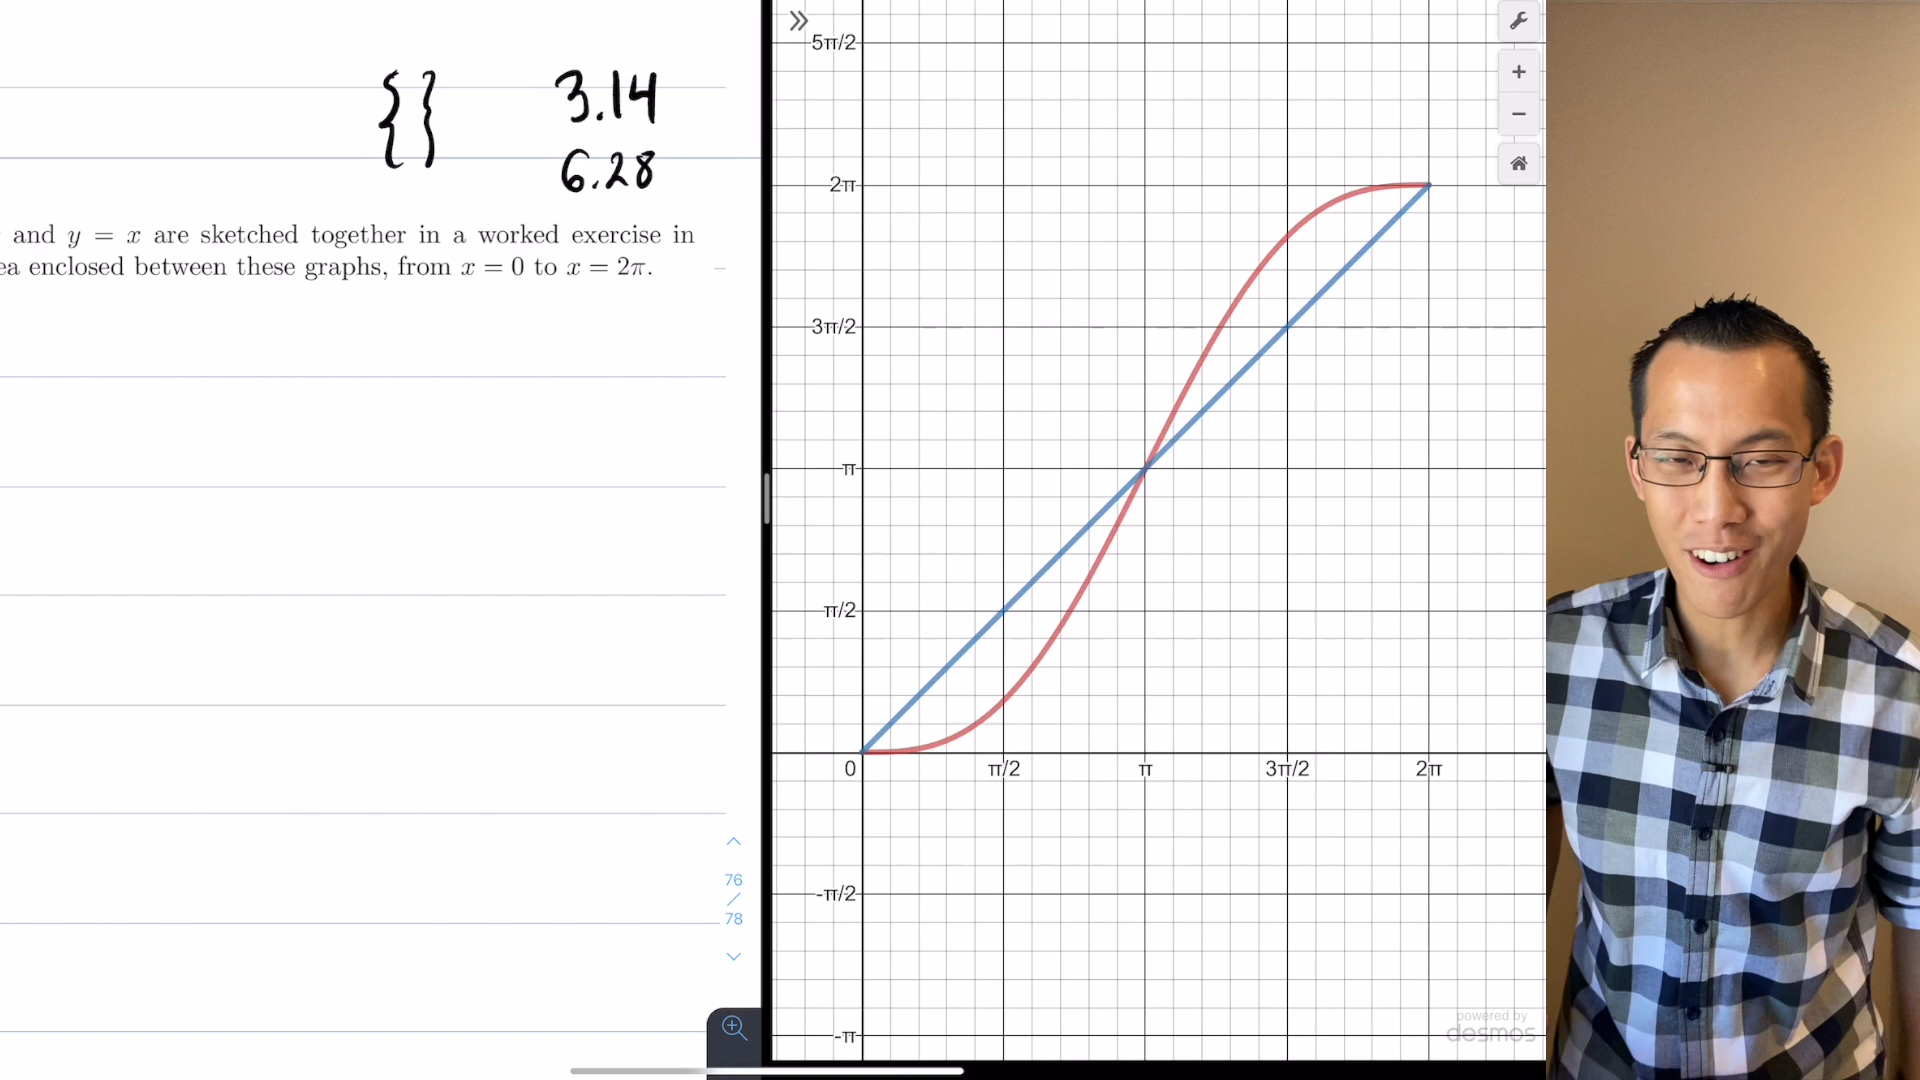 { } 3.14
6.28
and y = x are sketched together in a worked exercise in
ea enclosed between these graphs, from x = 0 to x = 2π.
76
/
78
»
5π/2
2π
3π/2
π
π/2
0 π/2 π 3π/2 2π
-π/2
-π
+
−
powered by
desmos